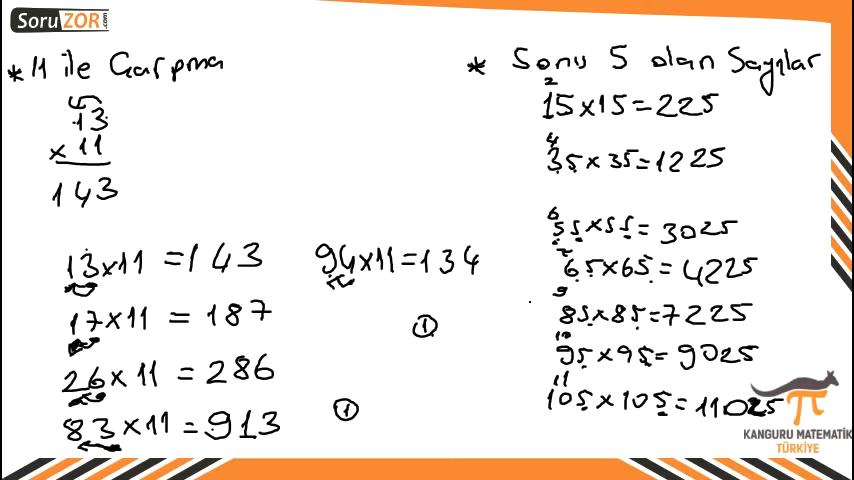 SoruZOR.com
* 11 ile Çarpma
13
x 11
143
13x11 = 143
17x11 = 187
26x11 = 286
83x11 = 913
94x11 = 134
1
1
* Sonu 5 olan Sayılar
2
15x15=225
4
35x35=1225
6
55x55=3025
7
65x65=4225
9
85x85=7225
10
95x95=9025
11
105x105=11025
KANGURU MATEMATİK
TÜRKİYE